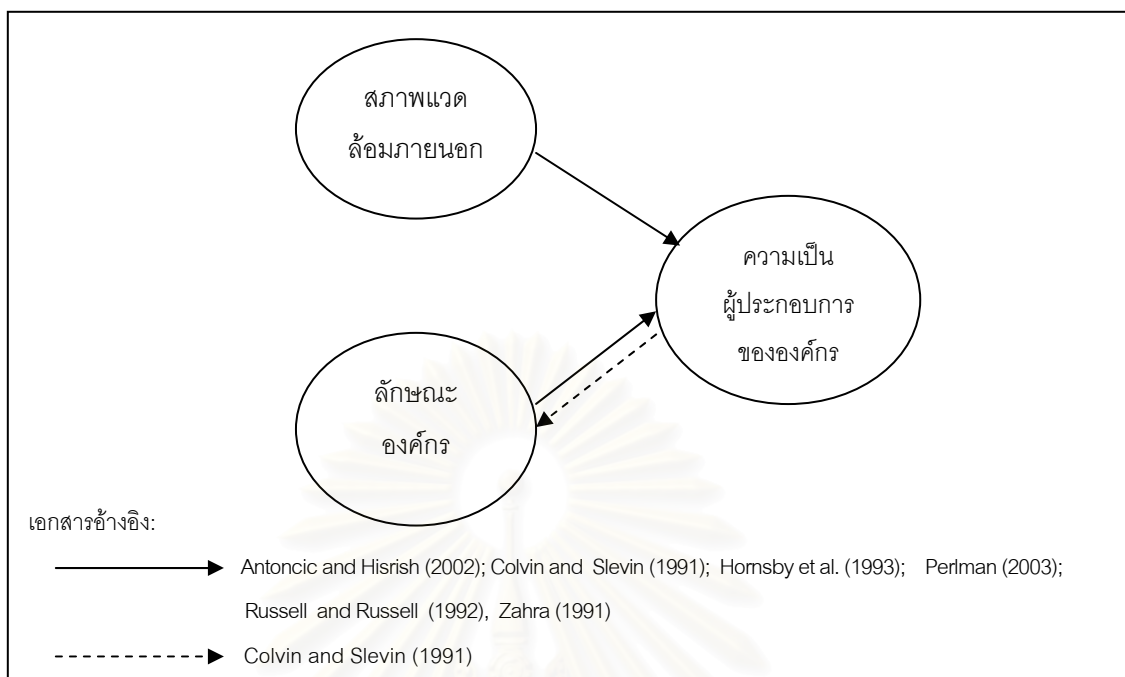 สภาพแวด
ล้อมภายนอก
ความเป็น
ผู้ประกอบการ
ขององค์กร
ลักษณะ
องค์กร
เอกสารอ้างอิง:
Antoncic and Hisrish (2002); Colvin and Slevin (1991); Hornsby et al. (1993); Perlman (2003);
Russell and Russell (1992), Zahra (1991)
Colvin and Slevin (1991)